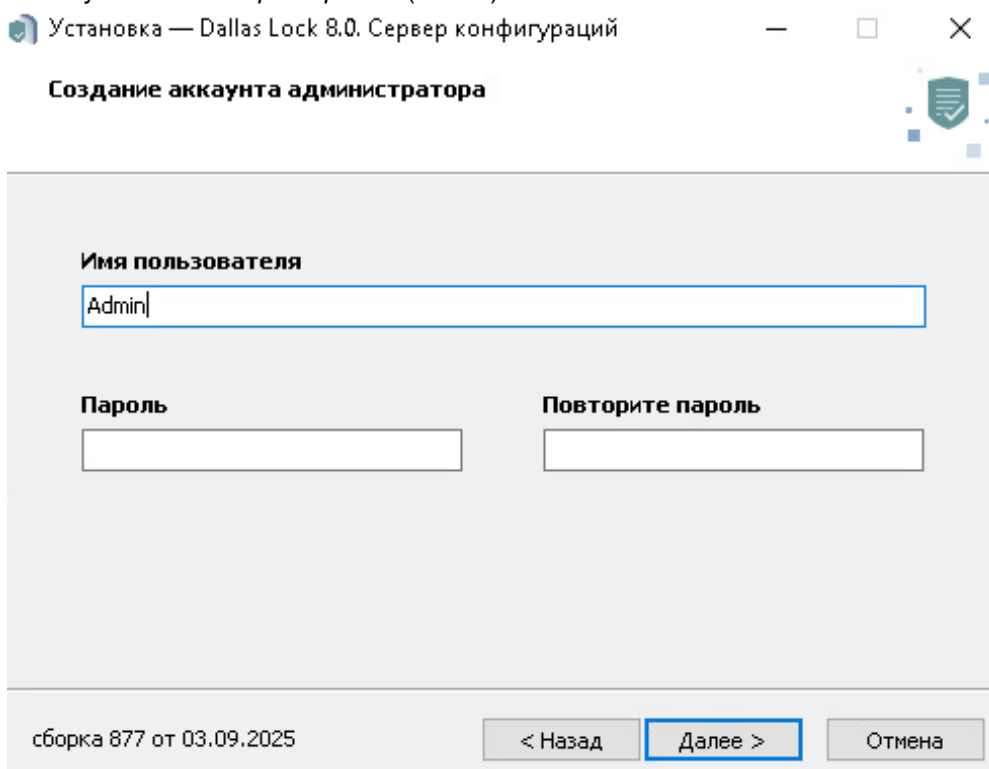 Установка — Dallas Lock 8.0. Сервер конфигураций
Создание аккаунта администратора
Имя пользователя
Admin
Пароль Повторите пароль
сборка 877 от 03.09.2025 < Назад Далее > Отмена